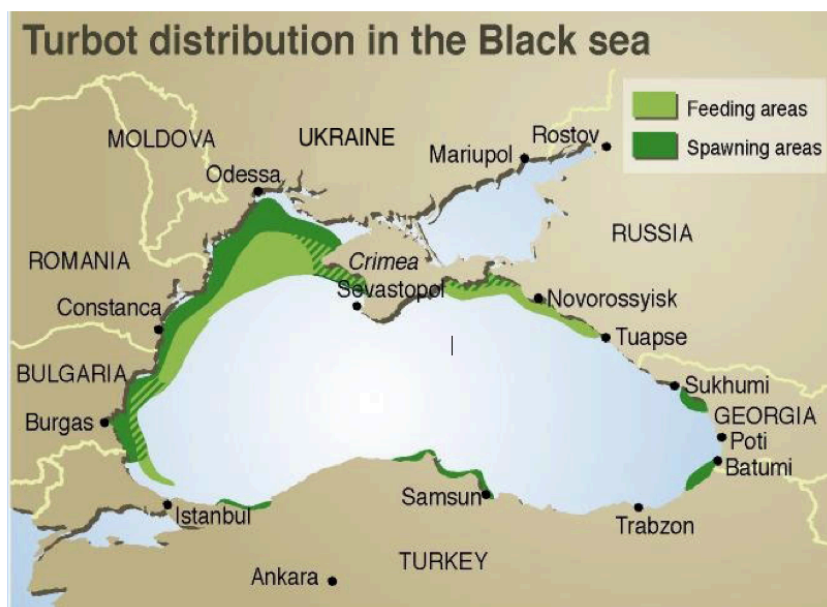 Turbot distribution in the Black sea
Feeding areas
Spawning areas
MOLDOVA
UKRAINE
Rostov
Mariupol
Odessa
RUSSIA
ROMANIA
Crimea
Sevastopol
Novorossyisk
Constanca
Tuapse
BULGARIA
Sukhumi
GEORGIA
Burgas
Poti
Batumi
Samsun
Istanbul
Trabzon
TURKEY
Ankara